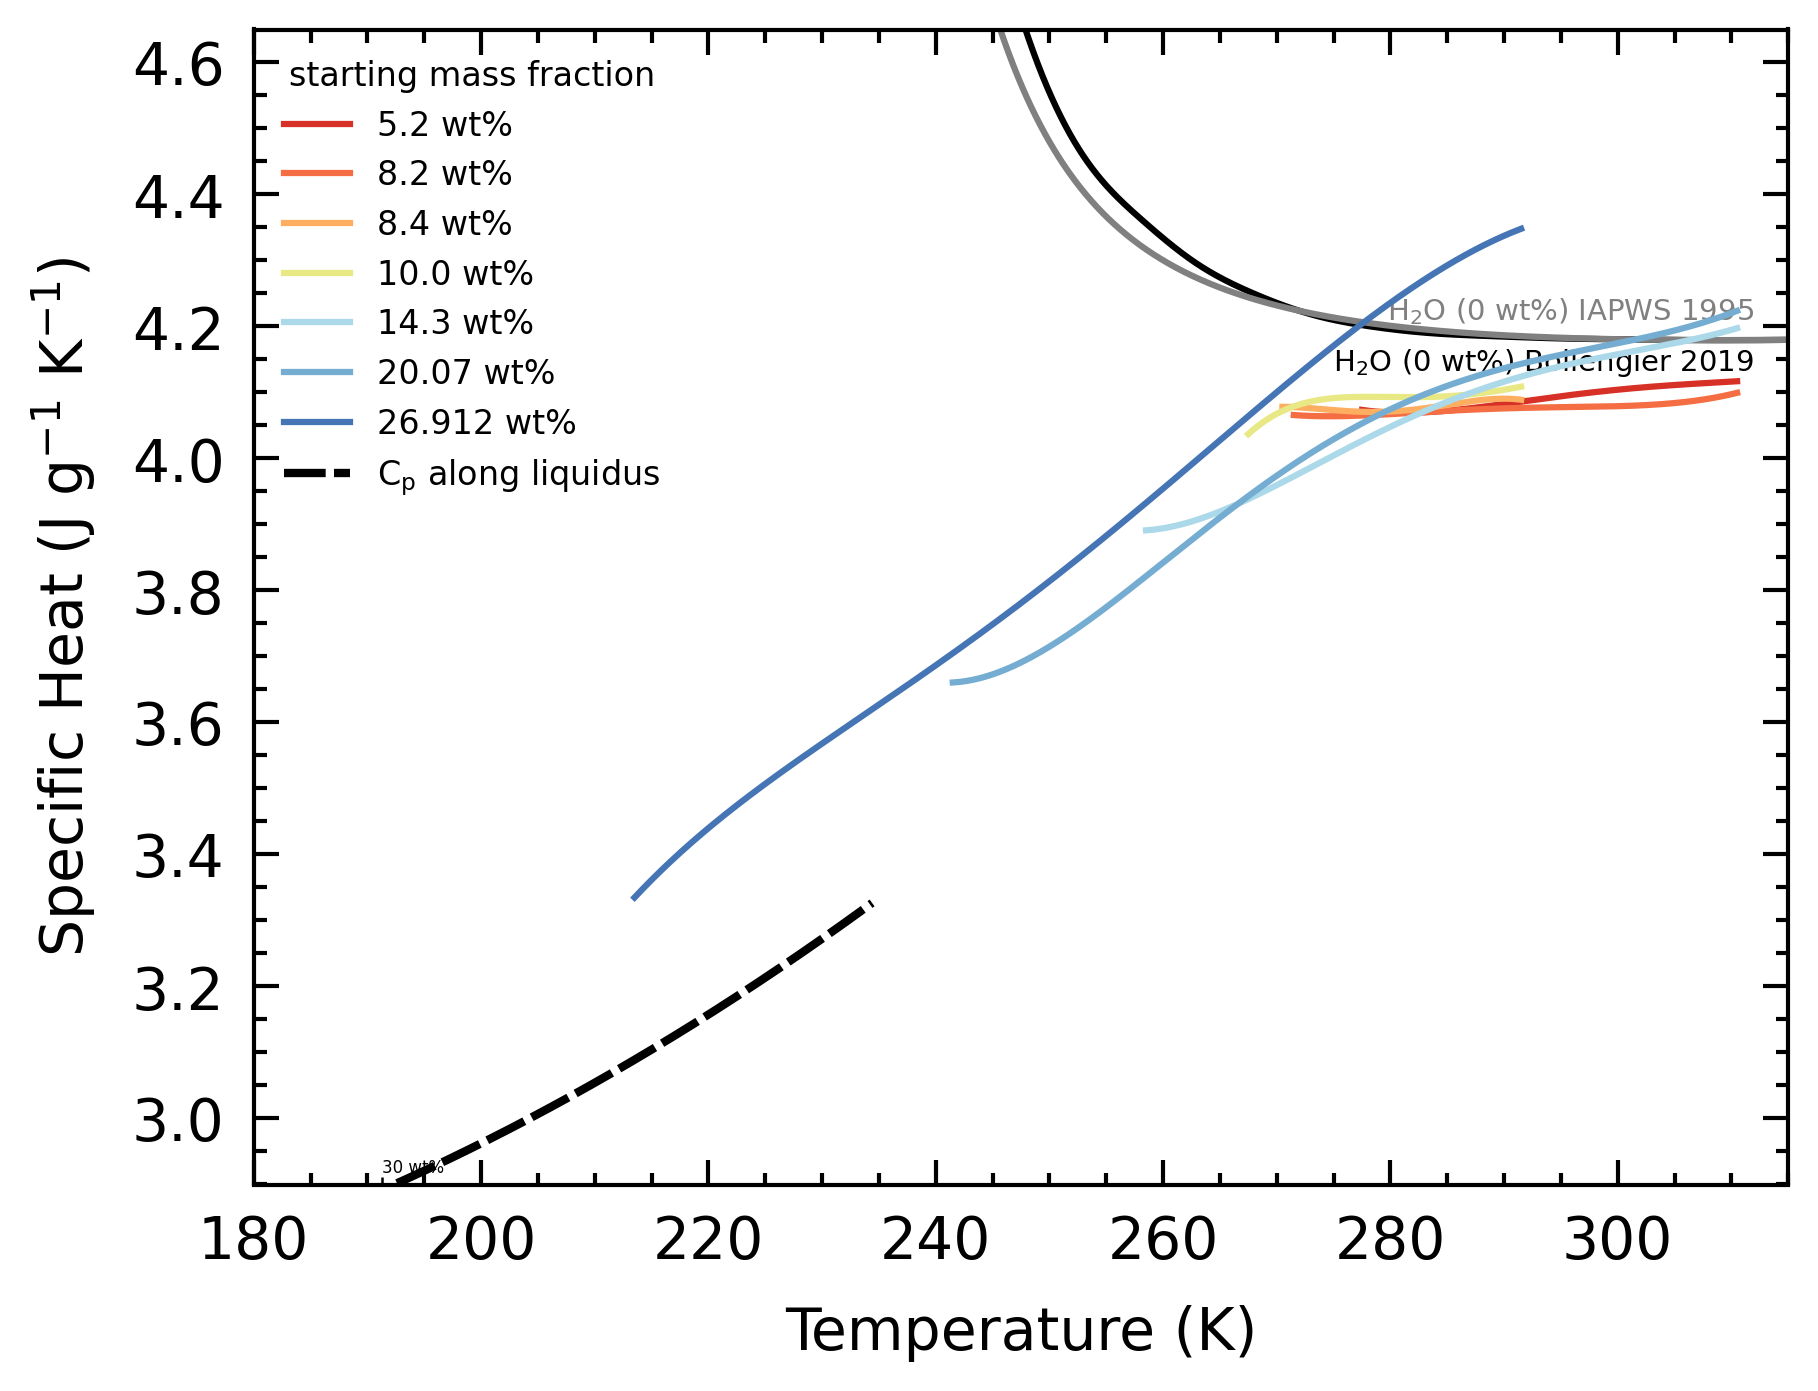 4.6
4.4
4.2
4.0
3.8
3.6
3.4
3.2
3.0
Specific Heat (J g⁻¹ K⁻¹)
starting mass fraction
5.2 wt%
8.2 wt%
8.4 wt%
10.0 wt%
14.3 wt%
20.07 wt%
26.912 wt%
Cₚ along liquidus
H₂O (0 wt%) IAPWS 1995
H₂O (0 wt%) Bollengier 2019
30 wt%
180 200 220 240 260 280 300
Temperature (K)